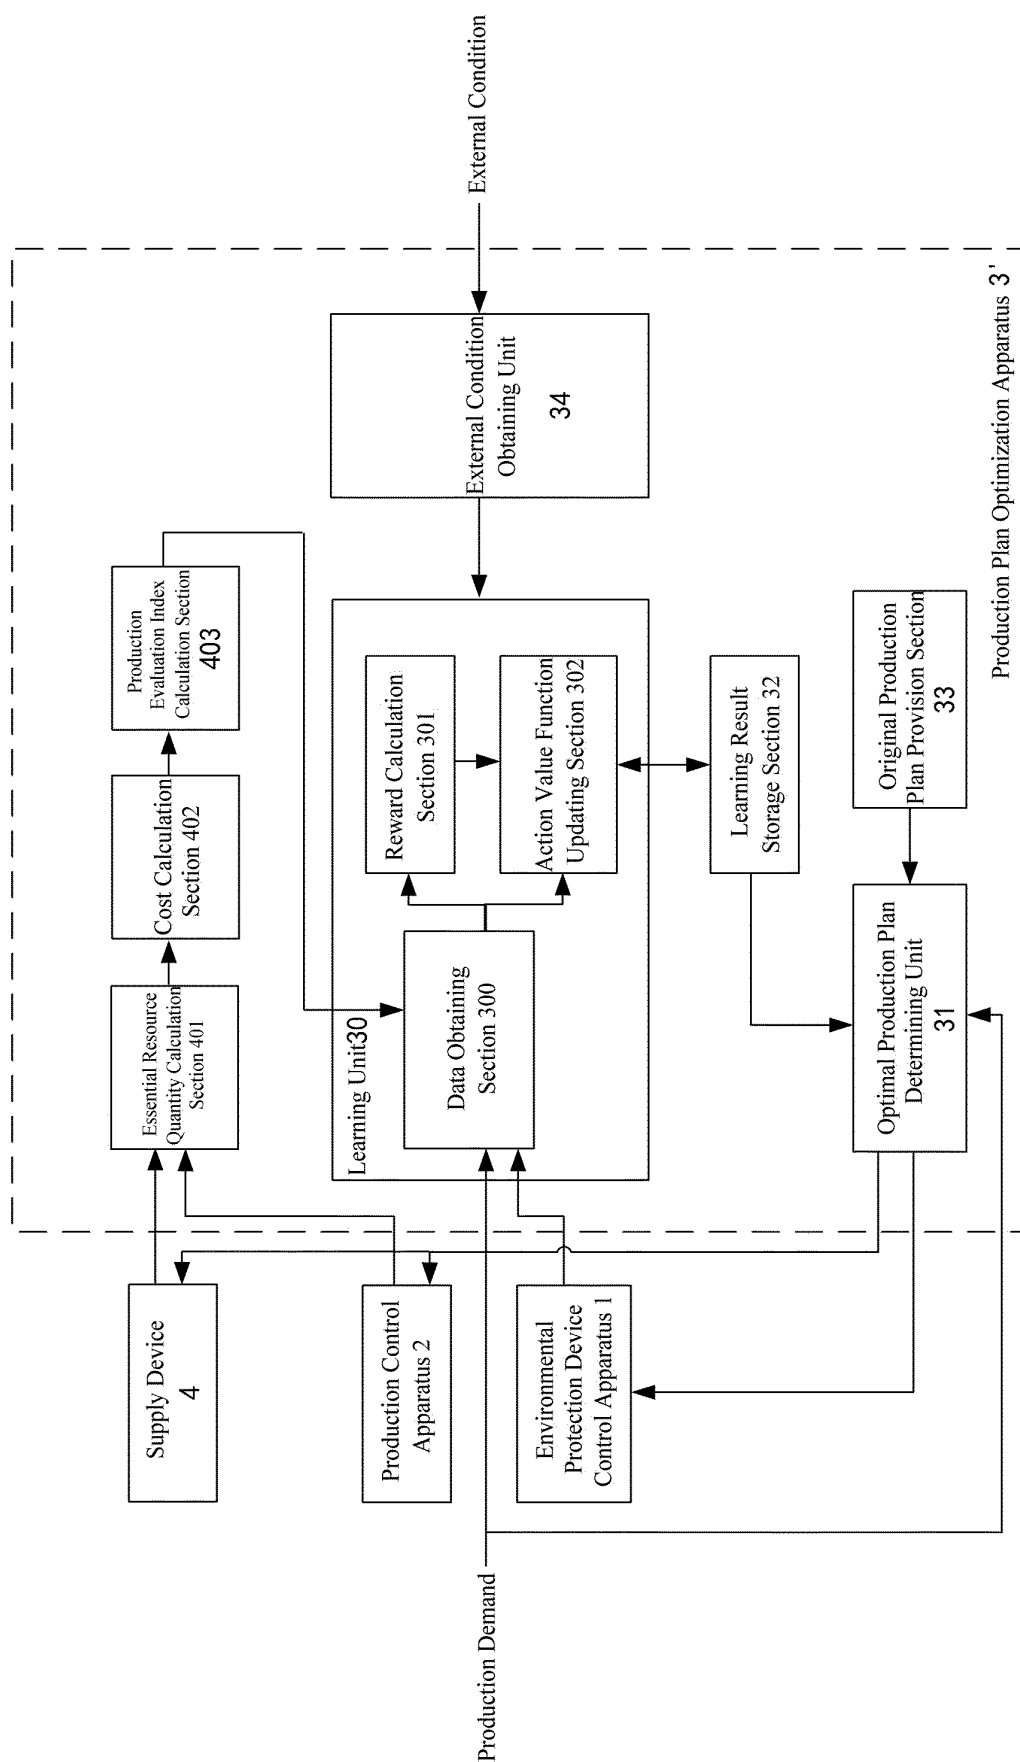 Supply Device
4
Essential Resource
Quantity Calculation
Section 401
Cost Calculation
Section 402
Production
Evaluation Index
Calculation Section
403
Production Control
Apparatus 2
Environmental
Protection Device
Control Apparatus 1
Production Demand
Learning Unit30
Data Obtaining
Section 300
Reward Calculation
Section 301
Action Value Function
Updating Section 302
External Condition
Obtaining Unit
34
External Condition
Learning Result
Storage Section 32
Optimal Production Plan
Determining Unit
31
Original Production
Plan Provision Section
33
Production Plan Optimization Apparatus 3'